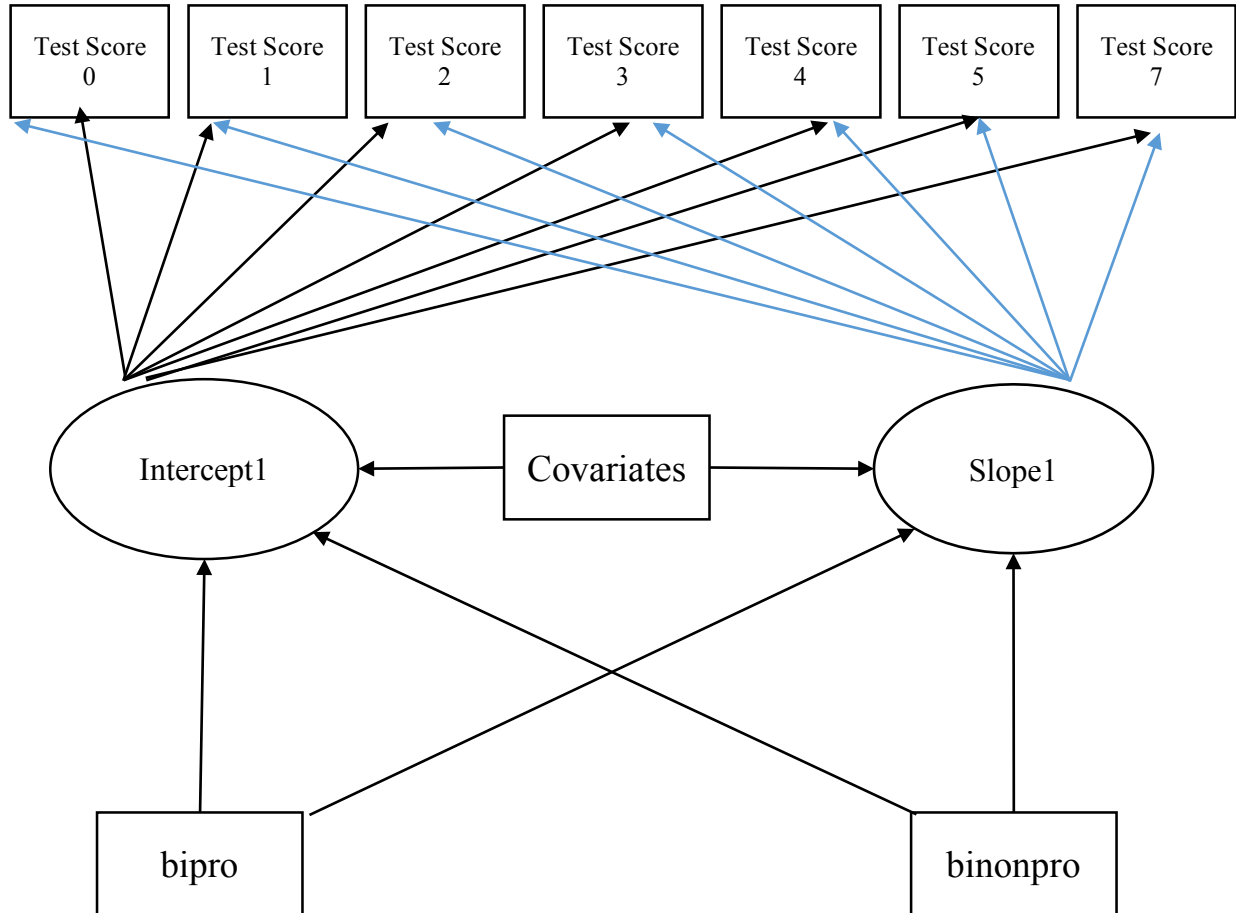 Test Score
0
Test Score
1
Test Score
2
Test Score
3
Test Score
4
Test Score
5
Test Score
7
Intercept1
Covariates
Slope1
bipro
binonpro